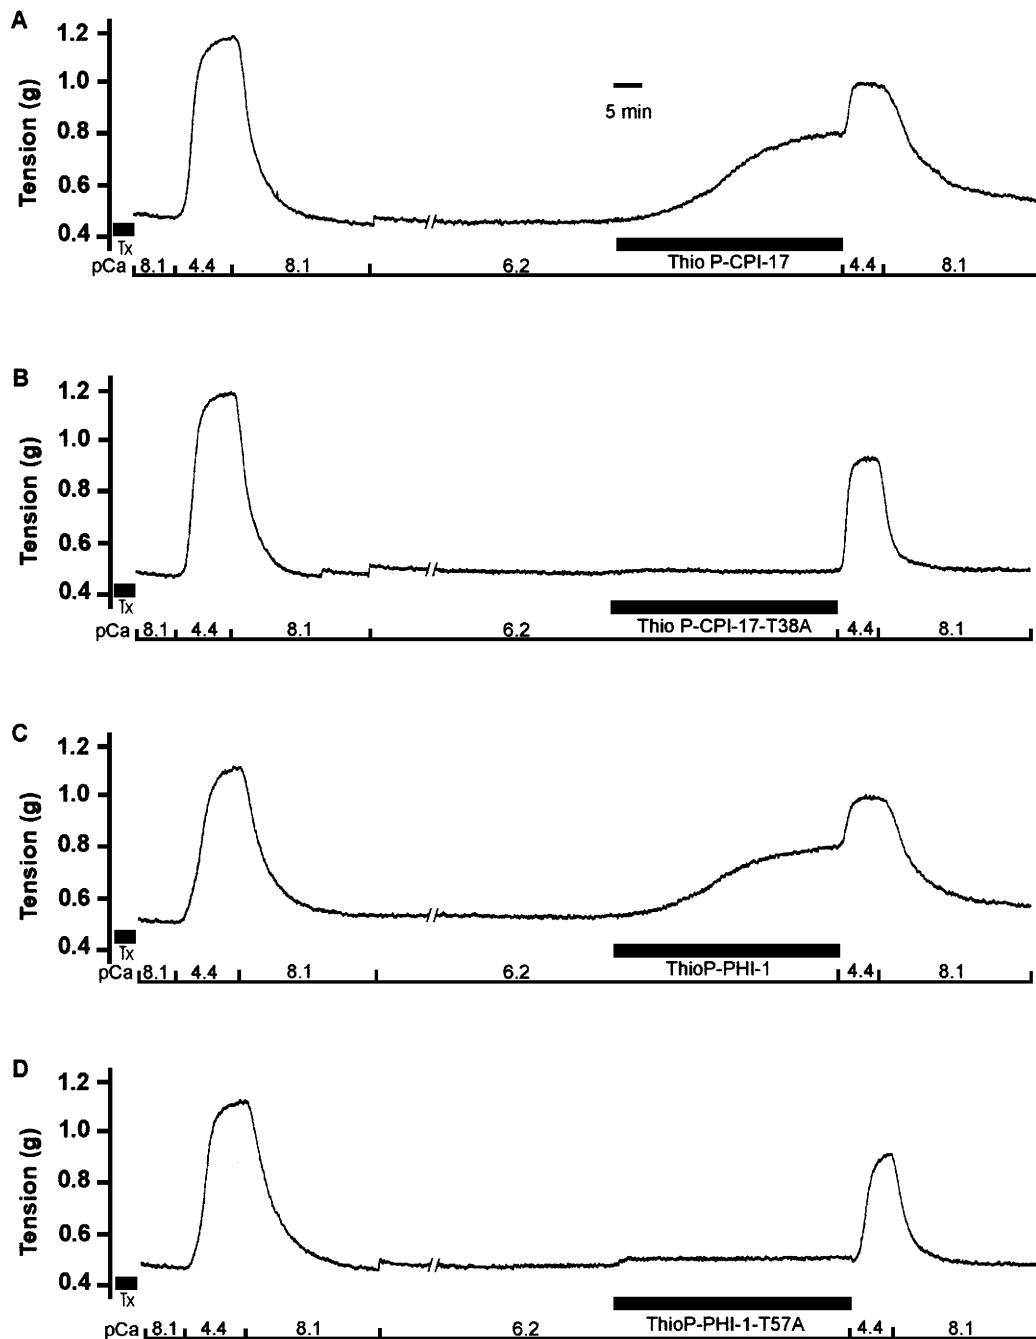 A
Tension (g)
1.2
1.0
0.8
0.6
0.4
5 min
Tx
Thio P-CPI-17
pCa 8.1 4.4 8.1 6.2 4.4 8.1
B
Tension (g)
1.2
1.0
0.8
0.6
0.4
Tx
Thio P-CPI-17-T38A
pCa 8.1 4.4 8.1 6.2 4.4 8.1
C
Tension (g)
1.2
1.0
0.8
0.6
0.4
Tx
ThioP-PHI-1
pCa 8.1 4.4 8.1 6.2 4.4 8.1
D
Tension (g)
1.2
1.0
0.8
0.6
0.4
Tx
ThioP-PHI-1-T57A
pCa 8.1 4.4 8.1 6.2 4.4 8.1